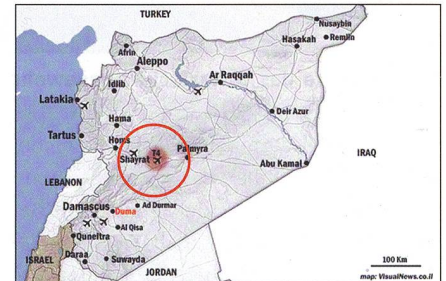 TURKEY
Nusaybin
Afrin
Hasakah
Remlin
Aleppo
Idlib
Ar Raqqah
Latakia
Deir Azur
Hama
Tartus
Homs
T4
Palmyra
Shayrat
Abu Kamal
IRAQ
LEBANON
Damascus
Duma
Ad Durmar
Al Qisa
Quneitra
ISRAEL
Daraa
Suwayda
JORDAN
100 Km
map: VisualNews.co.il